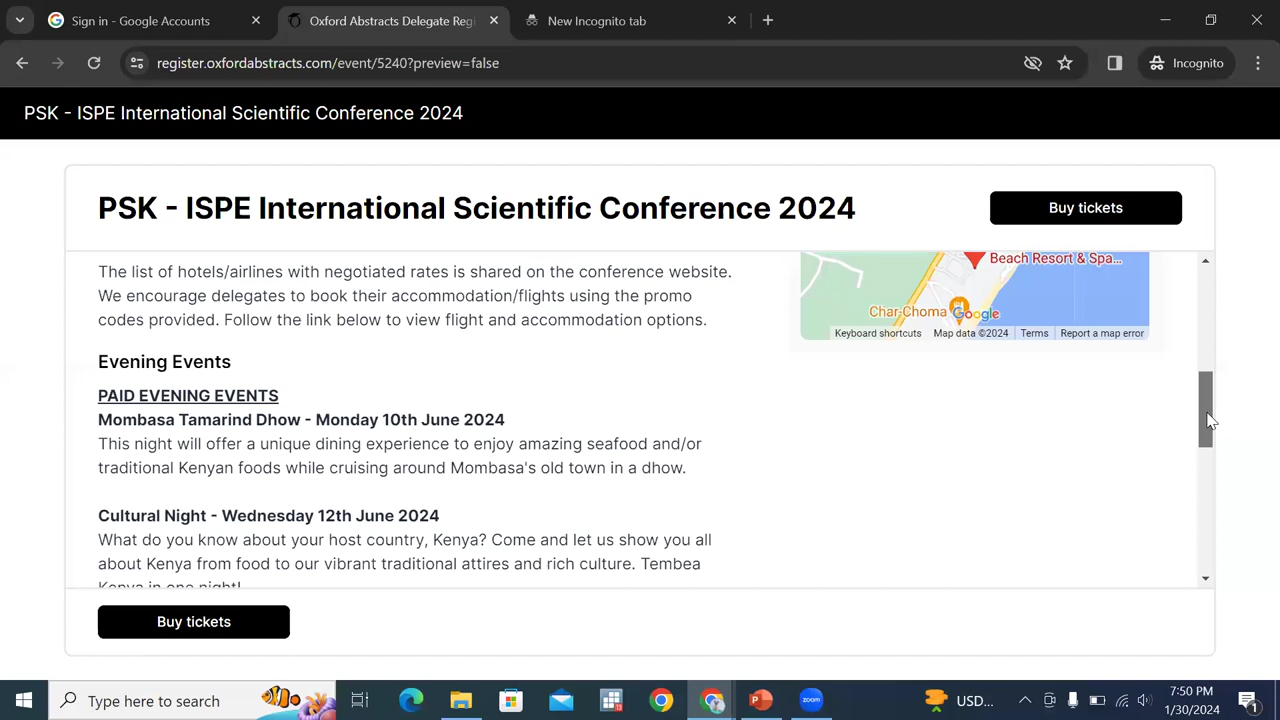 Sign in - Google Accounts
Oxford Abstracts Delegate Regi
New Incognito tab
register.oxfordabstracts.com/event/5240?preview=false
Incognito
PSK - ISPE International Scientific Conference 2024
PSK - ISPE International Scientific Conference 2024
Buy tickets
The list of hotels/airlines with negotiated rates is shared on the conference website.
We encourage delegates to book their accommodation/flights using the promo
codes provided. Follow the link below to view flight and accommodation options.
Beach Resort & Spa...
Char-Choma
Google
Keyboard shortcuts Map data ©2024 Terms Report a map error
Evening Events
PAID EVENING EVENTS
Mombasa Tamarind Dhow - Monday 10th June 2024
This night will offer a unique dining experience to enjoy amazing seafood and/or
traditional Kenyan foods while cruising around Mombasa's old town in a dhow.
Cultural Night - Wednesday 12th June 2024
What do you know about your host country, Kenya? Come and let us show you all
about Kenya from food to our vibrant traditional attires and rich culture. Tembea
Kenya in one night!
Buy tickets
Type here to search
zoom
USD...
7:50 PM
1/30/2024
1